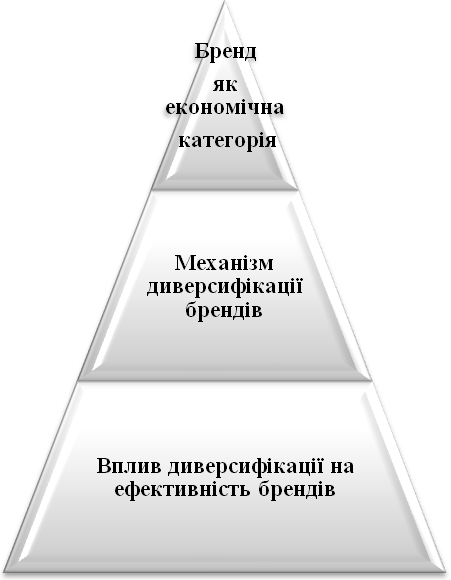 Бренд
як
економічна
категорія
Механізм
диверсифікації
брендів
Вплив диверсифікації на
ефективність брендів